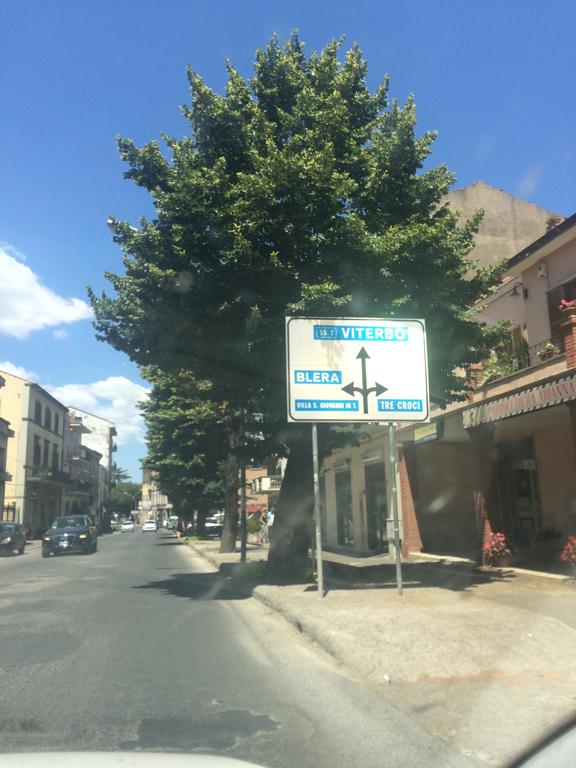 SS 2 VITERBO
BLERA
VILLA S. GIOVANNI IN T.
TRE CROCI